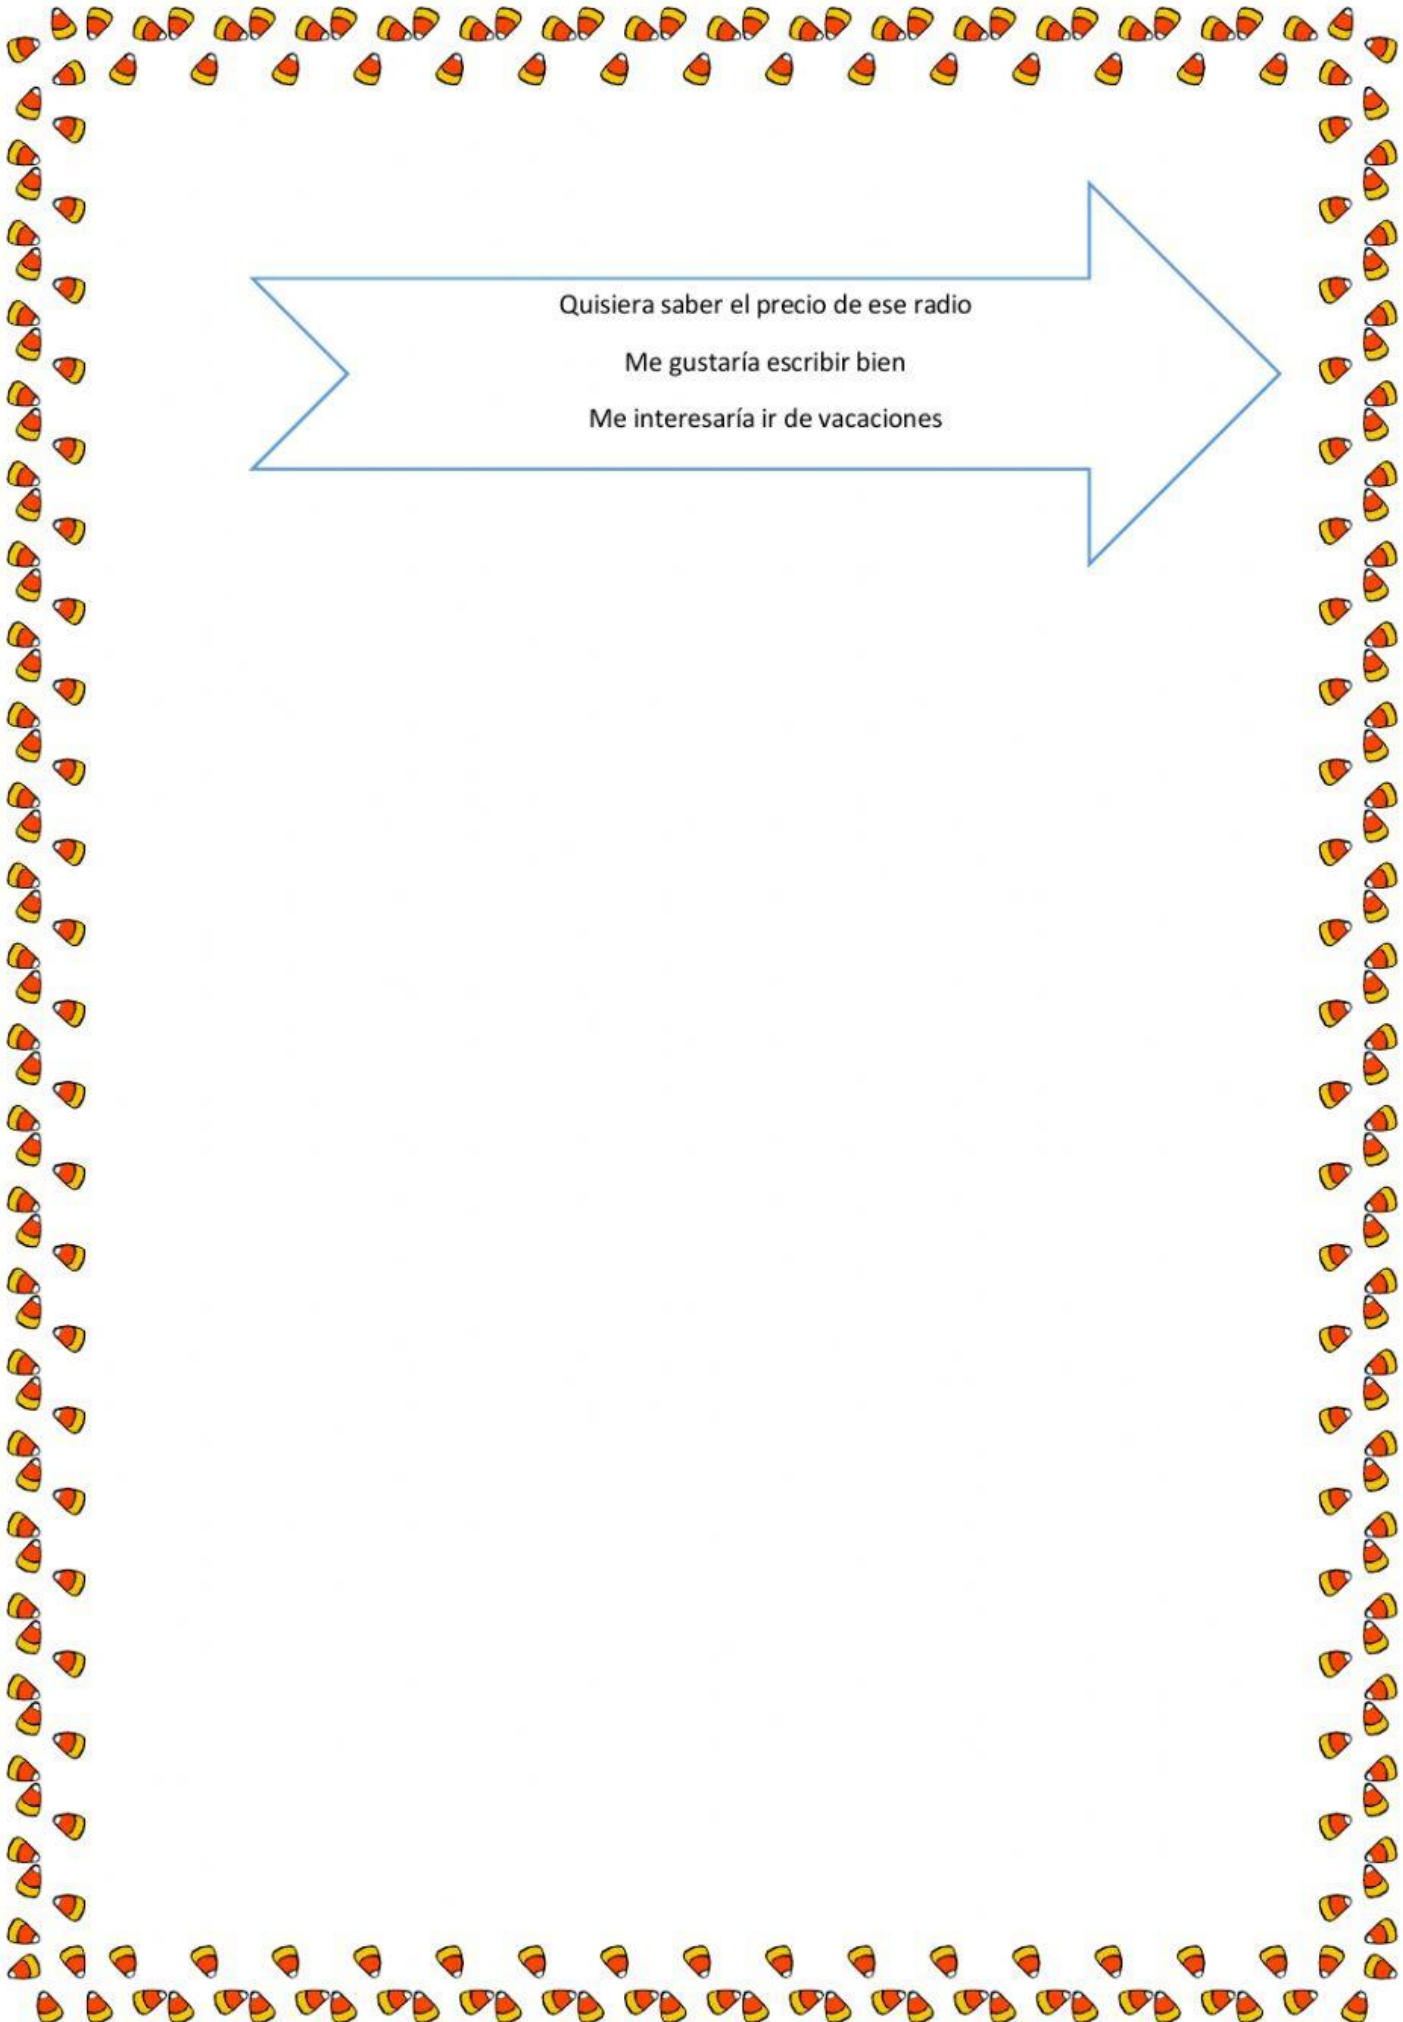 Quisiera saber el precio de ese radio
Me gustaría escribir bien
Me interesaría ir de vacaciones